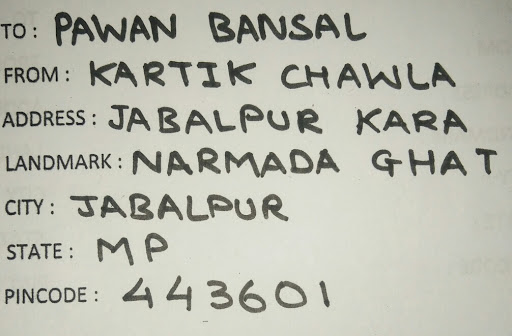 TO: PAWAN BANSAL
FROM: KARTIK CHAWLA
ADDRESS: JABALPUR KARA
LANDMARK: NARMADA GHAT
CITY: JABALPUR
STATE: MP
PINCODE: 443601